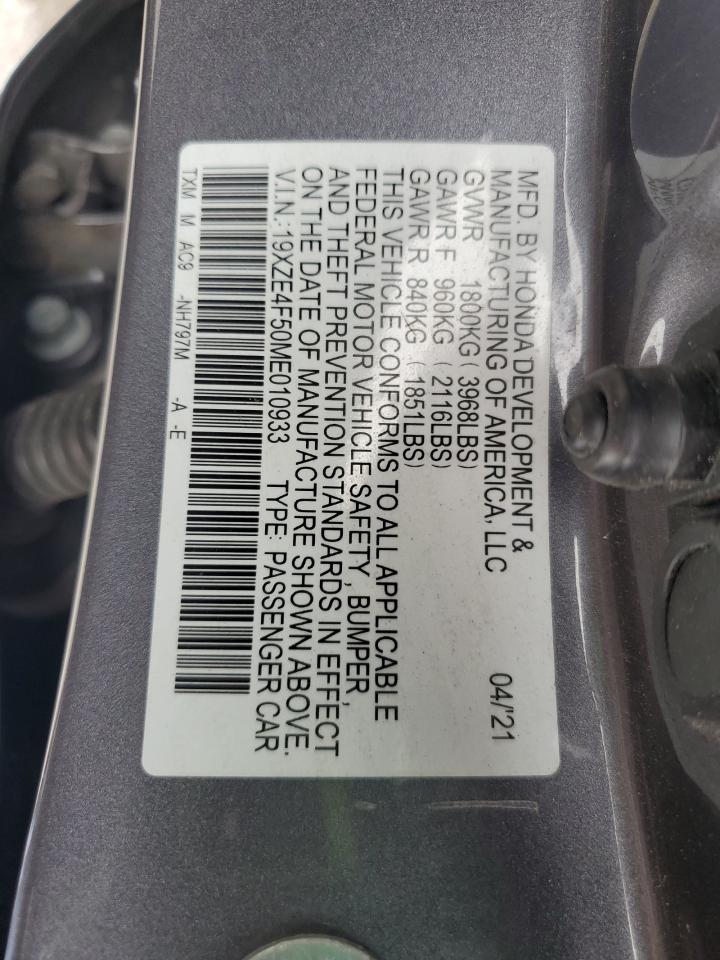 MFD. BY HONDA DEVELOPMENT &
MANUFACTURING OF AMERICA, LLC 04/'21
GVWR 1800KG ( 3968LBS)
GAWR F 960KG ( 2116LBS)
GAWR R 840KG ( 1851LBS)
THIS VEHICLE CONFORMS TO ALL APPLICABLE
FEDERAL MOTOR VEHICLE SAFETY, BUMPER,
AND THEFT PREVENTION STANDARDS IN EFFECT
ON THE DATE OF MANUFACTURE SHOWN ABOVE.
V.I.N: 19XZE4F50ME010933 TYPE: PASSENGER CAR
TXM M AC9 -NH797M -A -E